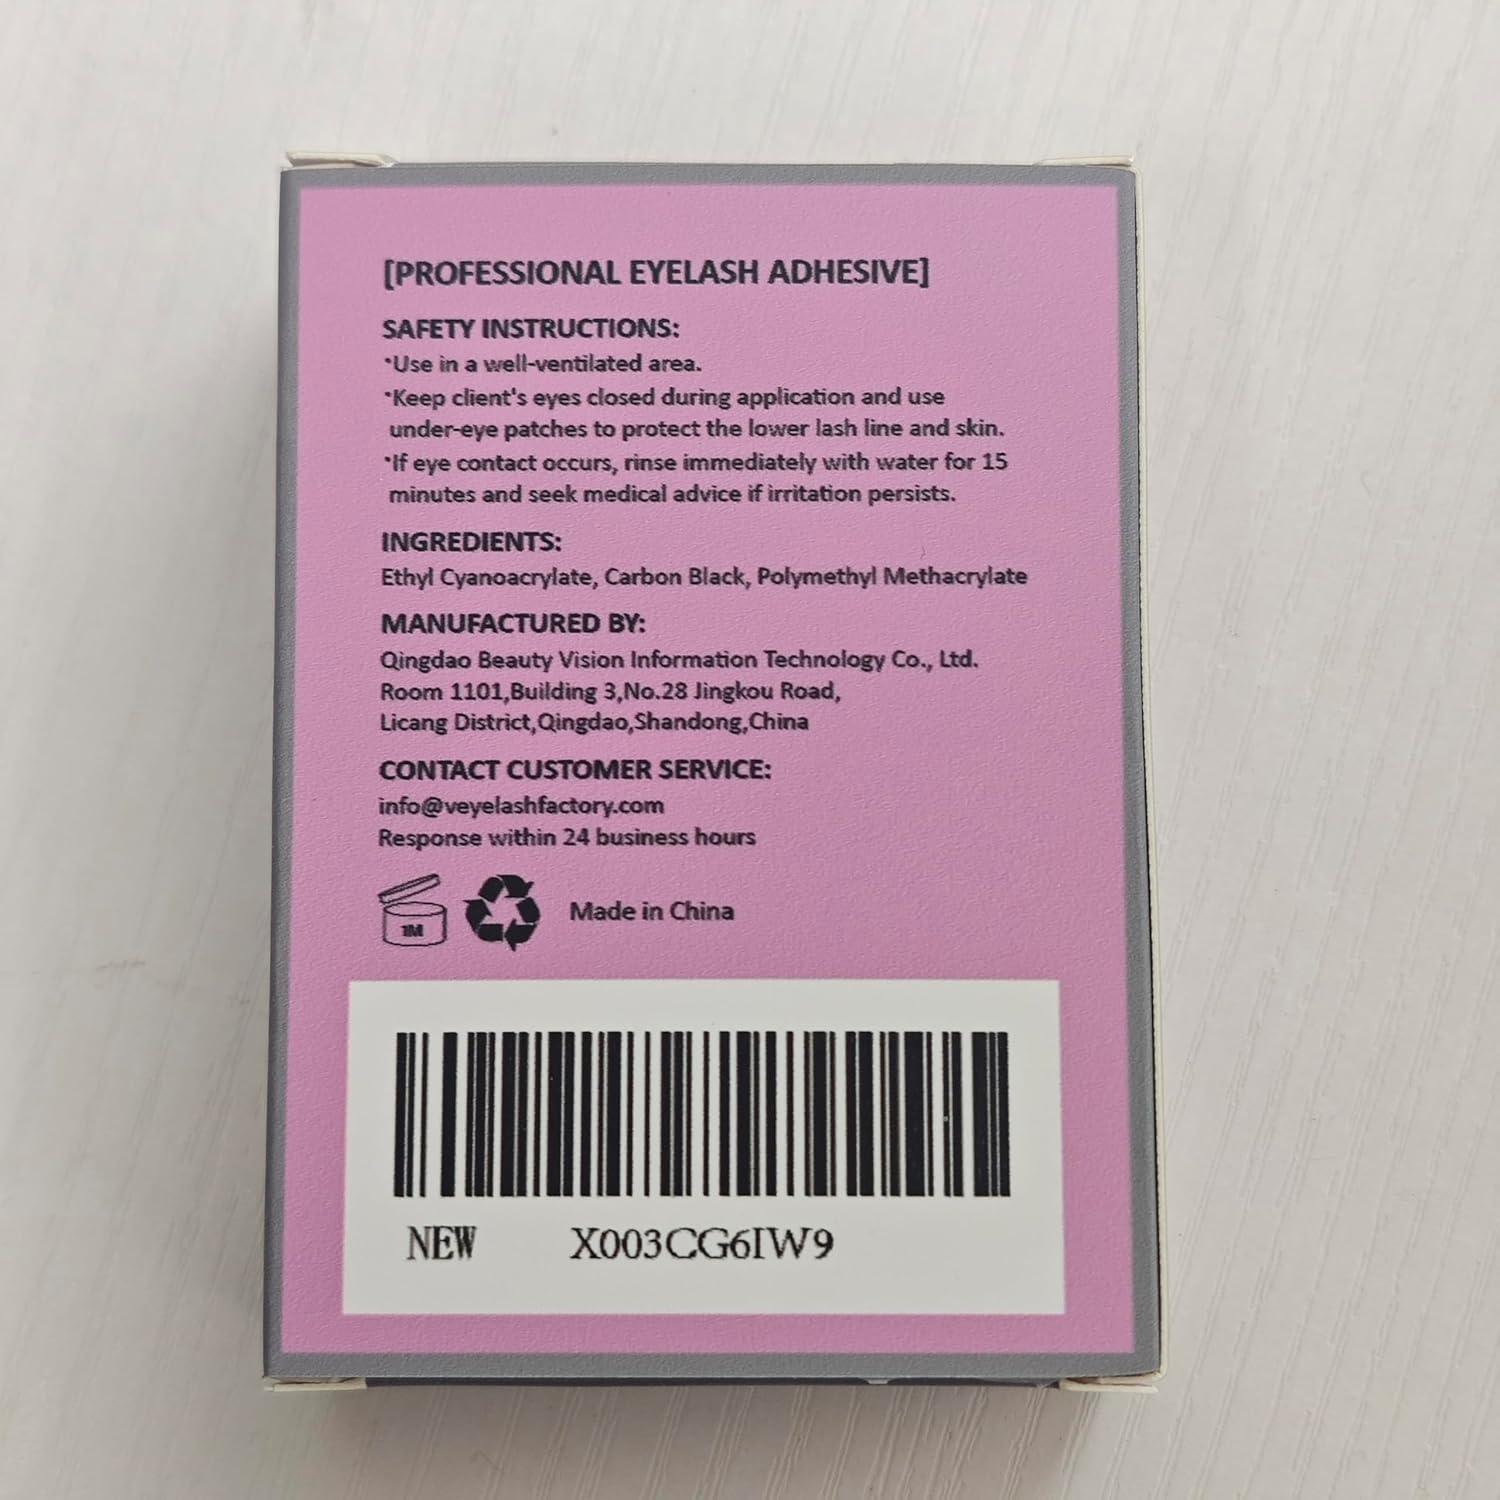 [PROFESSIONAL EYELASH ADHESIVE]
SAFETY INSTRUCTIONS:
·Use in a well-ventilated area.
·Keep client's eyes closed during application and use
under-eye patches to protect the lower lash line and skin.
·If eye contact occurs, rinse immediately with water for 15
minutes and seek medical advice if irritation persists.
INGREDIENTS:
Ethyl Cyanoacrylate, Carbon Black, Polymethyl Methacrylate
MANUFACTURED BY:
Qingdao Beauty Vision Information Technology Co., Ltd.
Room 1101,Building 3,No.28 Jingkou Road,
Licang District,Qingdao,Shandong,China
CONTACT CUSTOMER SERVICE:
info@veyelashfactory.com
Response within 24 business hours
1M
Made in China
NEW X003CG6IW9